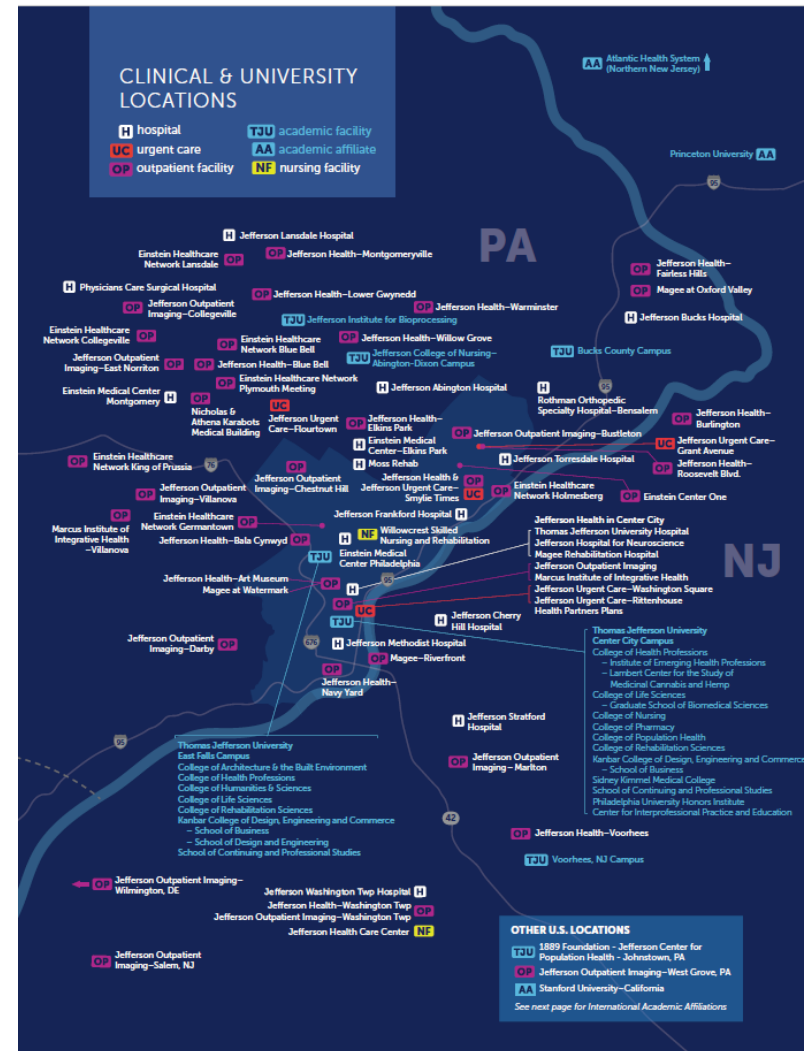 CLINICAL & UNIVERSITY
LOCATIONS
H hospital
UC urgent care
OP outpatient facility
TJU academic facility
AA academic affiliate
NF nursing facility
AA Atlantic Health System
(Northern New Jersey)
Princeton University AA
95
PA
H Jefferson Lansdale Hospital
Einstein Healthcare
Network Lansdale OP
OP Jefferson Health–Montgomeryville
H Physicians Care Surgical Hospital
OP Jefferson Outpatient
Imaging–Collegeville
OP Jefferson Health–Lower Gwynedd
OP Jefferson Health–Warminster
OP Jefferson Health–
Fairless Hills
OP Magee at Oxford Valley
H Jefferson Bucks Hospital
TJU Jefferson Institute for Bioprocessing
Einstein Healthcare
Network Collegeville OP
OP Einstein Healthcare
Network Blue Bell
OP Jefferson Health–Willow Grove
TJU Jefferson College of Nursing–
Abington-Dixon Campus
TJU Bucks County Campus
Jefferson Outpatient
Imaging–East Norriton OP
OP Jefferson Health–Blue Bell
OP Einstein Healthcare Network
Plymouth Meeting
H Jefferson Abington Hospital
95
H
Rothman Orthopedic
Specialty Hospital–Bensalem
Einstein Medical Center
Montgomery H
OP
Nicholas &
Athena Karabots
Medical Building
UC
Jefferson Urgent
Care–Flourtown
OP Jefferson Health–
Elkins Park
OP Jefferson Outpatient Imaging–Bustleton
OP Jefferson Health–
Burlington
H Einstein Medical
Center–Elkins Park
UC Jefferson Urgent Care–
Grant Avenue
OP Einstein Healthcare
Network King of Prussia
76
OP
Jefferson Outpatient
Imaging–Chestnut Hill
H Moss Rehab
H Jefferson Torresdale Hospital
OP Jefferson Health–
Roosevelt Blvd.
Jefferson Health & OP
Jefferson Urgent Care–
Smylie Times UC
OP Einstein Healthcare
Network Holmesberg
OP Einstein Center One
OP Jefferson Outpatient
Imaging–Villanova
OP
Marcus Institute of
Integrative Health
–Villanova
Einstein Healthcare
Network Germantown OP
Jefferson Frankford Hospital H
Jefferson Health–Bala Cynwyd OP
H
NF Willowcrest Skilled
Nursing and Rehabilitation
Einstein Medical
Center Philadelphia
TJU
Jefferson Health in Center City
Thomas Jefferson University Hospital
Jefferson Hospital for Neuroscience
Magee Rehabilitation Hospital
Jefferson Outpatient Imaging
Marcus Institute of Integrative Health
Jefferson Urgent Care–Washington Square
Jefferson Urgent Care–Rittenhouse
Health Partners Plans
NJ
95
Jefferson Health–Art Museum
Magee at Watermark OP
H
OP
UC
TJU
H Jefferson Cherry
Hill Hospital
676
H Jefferson Methodist Hospital
Jefferson Outpatient
Imaging–Darby OP
OP Magee–Riverfront
OP
Jefferson Health–
Navy Yard
Thomas Jefferson University
Center City Campus
College of Health Professions
– Institute of Emerging Health Professions
– Lambert Center for the Study of
Medicinal Cannabis and Hemp
College of Life Sciences
– Graduate School of Biomedical Sciences
College of Nursing
College of Pharmacy
College of Population Health
College of Rehabilitation Sciences
Kanbar College of Design, Engineering and Commerce
– School of Business
Sidney Kimmel Medical College
School of Continuing and Professional Studies
Philadelphia University Honors Institute
Center for Interprofessional Practice and Education
H Jefferson Stratford
Hospital
OP Jefferson Outpatient
Imaging–Marlton
95
Thomas Jefferson University
East Falls Campus
College of Architecture & the Built Environment
College of Health Professions
College of Humanities & Sciences
College of Life Sciences
College of Rehabilitation Sciences
Kanbar College of Design, Engineering and Commerce
– School of Business
– School of Design and Engineering
School of Continuing and Professional Studies
42
OP Jefferson Health–Voorhees
TJU Voorhees, NJ Campus
OP Jefferson Outpatient Imaging–
Wilmington, DE
Jefferson Washington Twp Hospital H
Jefferson Health–Washington Twp
Jefferson Outpatient Imaging–Washington Twp OP
Jefferson Health Care Center NF
OP Jefferson Outpatient
Imaging–Salem, NJ
OTHER U.S. LOCATIONS
TJU 1889 Foundation - Jefferson Center for
Population Health - Johnstown, PA
OP Jefferson Outpatient Imaging–West Grove, PA
AA Stanford University–California
See next page for International Academic Affiliations